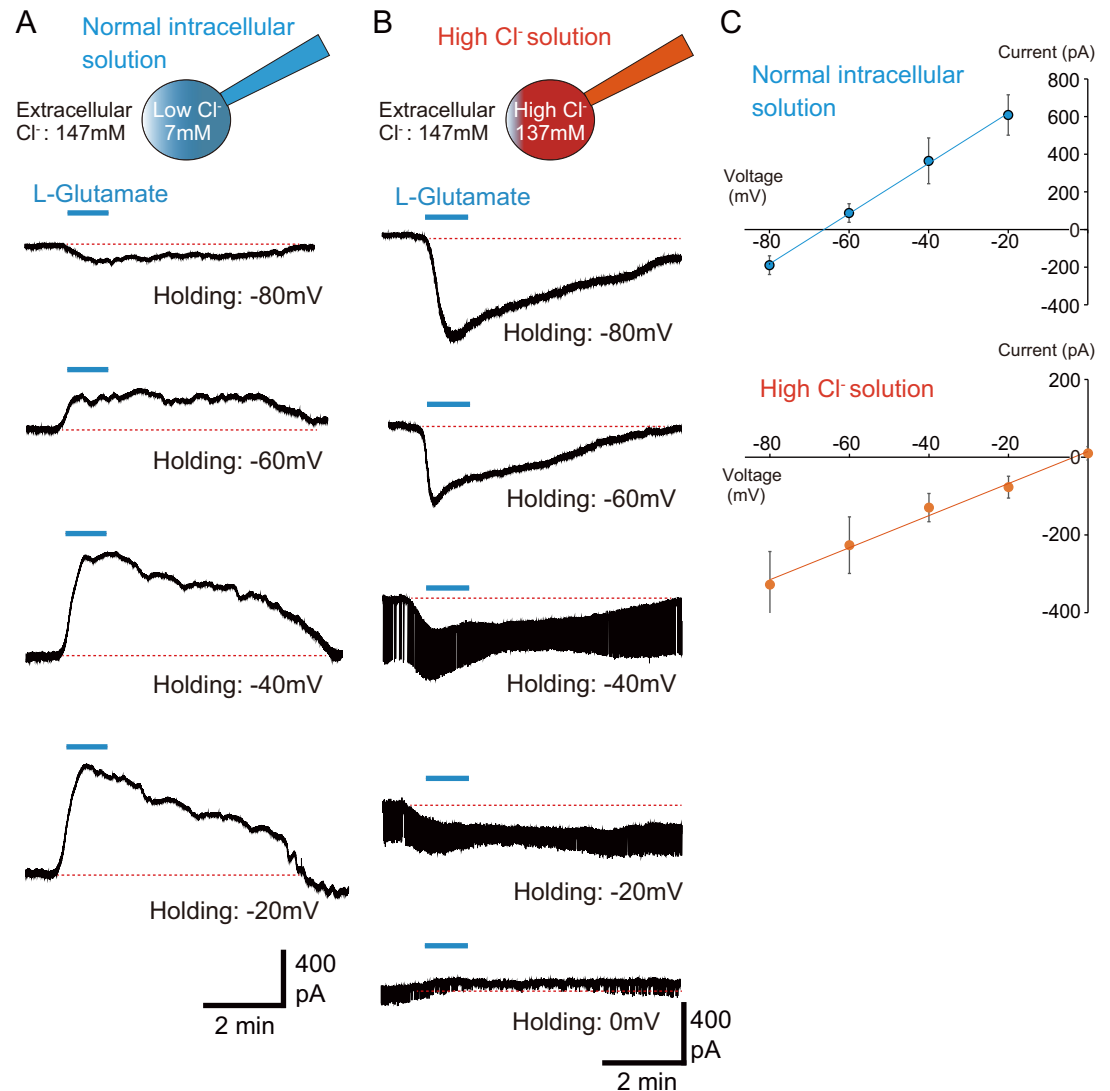 A
Normal intracellular
solution
Extracellular
Cl⁻: 147mM
Low Cl⁻
7mM
L-Glutamate
Holding: -80mV
Holding: -60mV
Holding: -40mV
Holding: -20mV
400
pA
2 min
B
High Cl⁻ solution
Extracellular
Cl⁻: 147mM
High Cl⁻
137mM
L-Glutamate
Holding: -80mV
Holding: -60mV
Holding: -40mV
Holding: -20mV
Holding: 0mV
400
pA
2 min
C
Current (pA)
Normal intracellular
solution
800
600
400
200
0
-200
-400
Voltage
(mV)
-80 -60 -40 -20
Current (pA)
High Cl⁻ solution
200
0
-200
-400
-80 -60 -40 -20
Voltage
(mV)